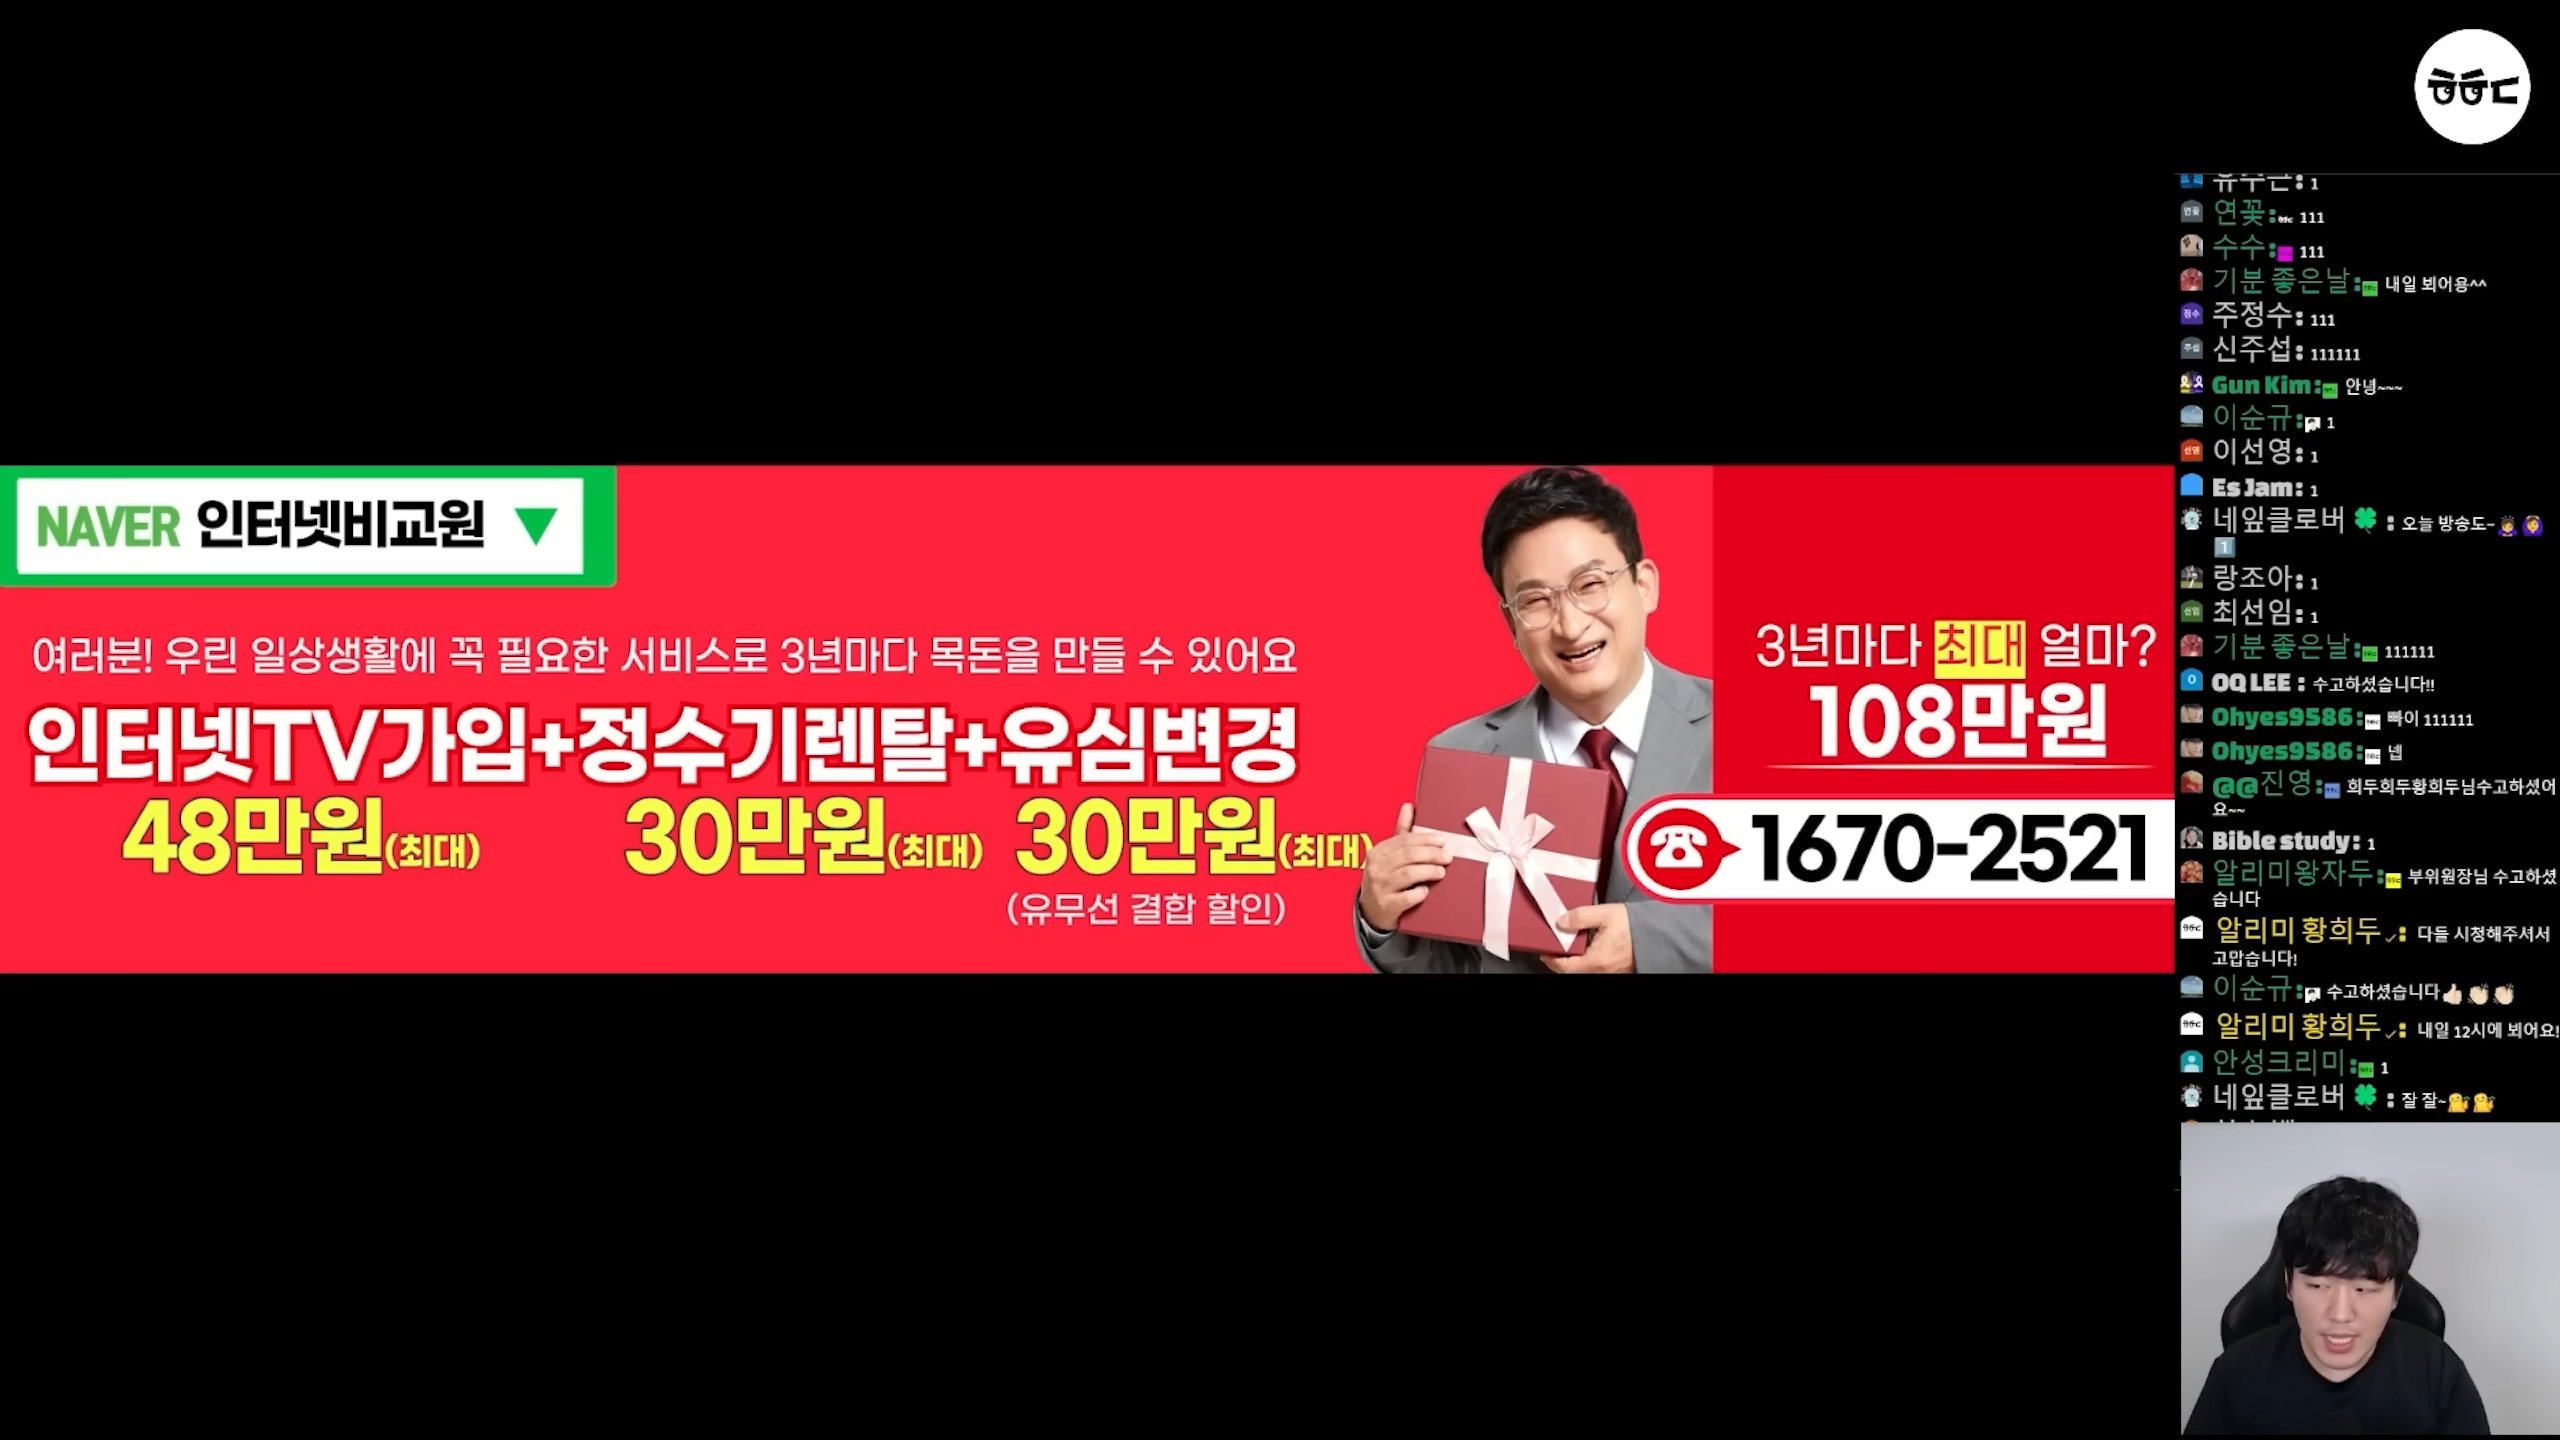 ㅎㅎㄷ
NAVER 인터넷비교원
여러분! 우린 일상생활에 꼭 필요한 서비스로 3년마다 목돈을 만들 수 있어요
인터넷TV가입+정수기렌탈+유심변경
48만원(최대) 30만원(최대) 30만원(최대)
(유무선 결합 할인)
3년마다 최대 얼마?
108만원
1670-2521
연꽃: 111
수수: 111
기분 좋은날: 내일 뵈어용^^
정수 주정수: 111
주섭 신주섭: 111111
Gun Kim: 안녕~~~
이순규: 1
선영 이선영: 1
Es Jam: 1
네잎클로버 🍀 : 오늘 방송도~🙇‍♀️🙆‍♀️
1️⃣
랑조아: 1
선임 최선임: 1
기분 좋은날: 111111
O OQ LEE : 수고하셨습니다!!
Ohyes9586: 빠이 111111
Ohyes9586: 넵
@@진영: 희두희두황희두님수고하셨어
요~~
Bible study: 1
알리미왕자두: 부위원장님 수고하셨
습니다
알리미 황희두✓: 다들 시청해주셔서
고맙습니다!
이순규: 수고하셨습니다👍🏻👏🏻👏🏻
알리미 황희두✓: 내일 12시에 뵈어요!
안성크리미: 1
네잎클로버 🍀 : 잘 잘~